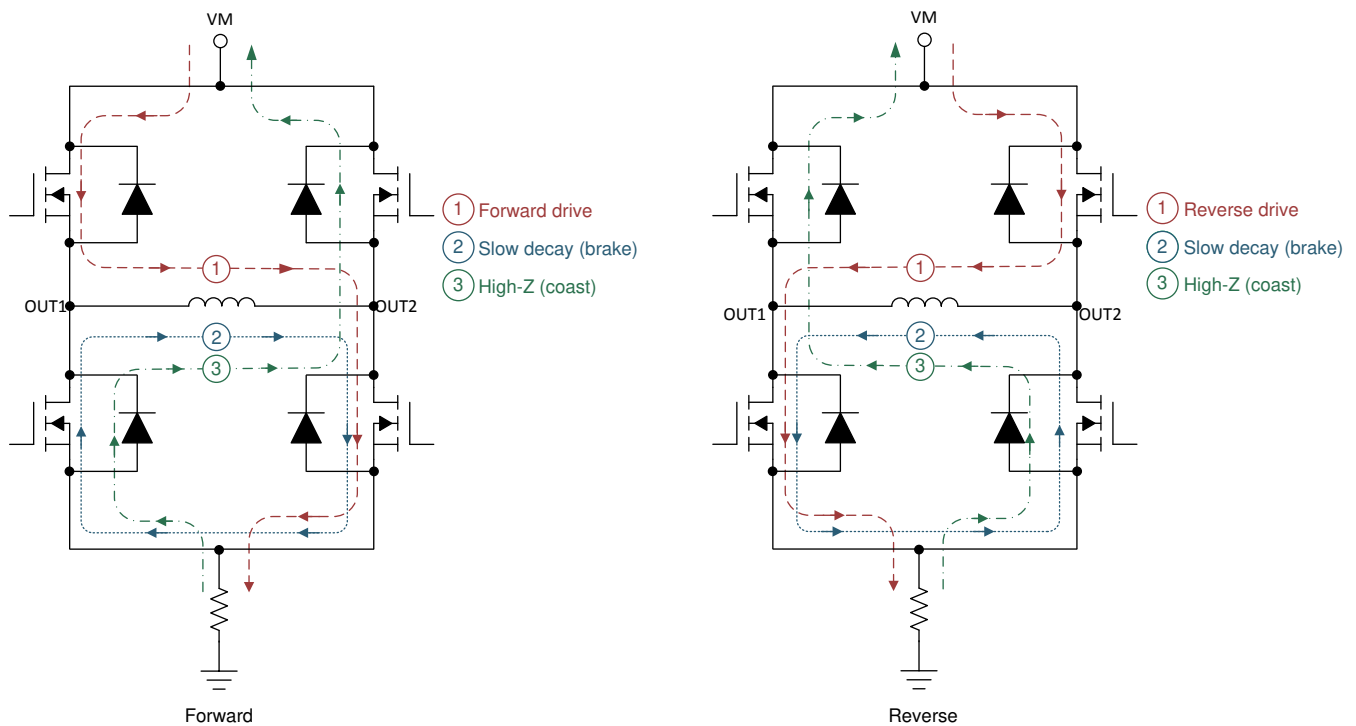 VM
1 Forward drive
2 Slow decay (brake)
3 High-Z (coast)
1
OUT1
OUT2
2
3
Forward
VM
1 Reverse drive
2 Slow decay (brake)
3 High-Z (coast)
1
OUT1
OUT2
2
3
Reverse